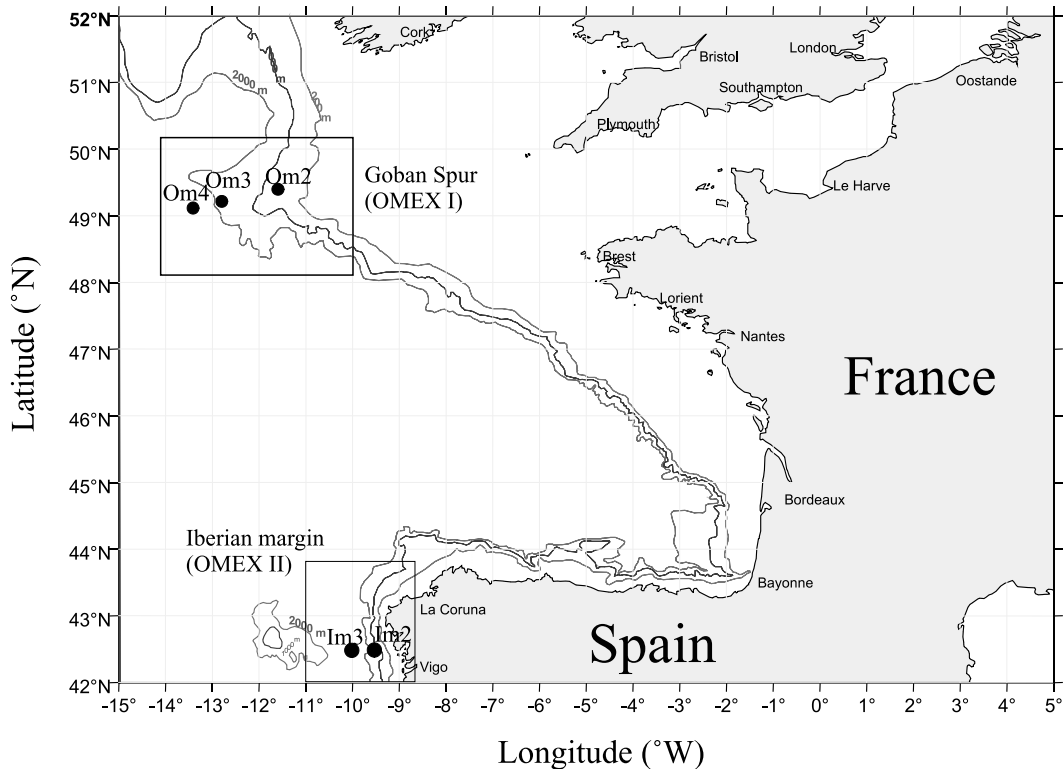 52°N
51°N
50°N
49°N
48°N
47°N
46°N
45°N
44°N
43°N
42°N
Latitude (°N)
Cork
Bristol
London
Oostande
Southampton
Plymouth
Le Harve
Brest
Lorient
Nantes
France
Bordeaux
Bayonne
2000 m
200 m
Goban Spur
(OMEX I)
Om4
Om3
Om2
Iberian margin
(OMEX II)
2000 m
Im3
Im2
La Coruna
Vigo
Spain
-15° -14° -13° -12° -11° -10° -9° -8° -7° -6° -5° -4° -3° -2° -1° 0° 1° 2° 3° 4° 5°
Longitude (°W)